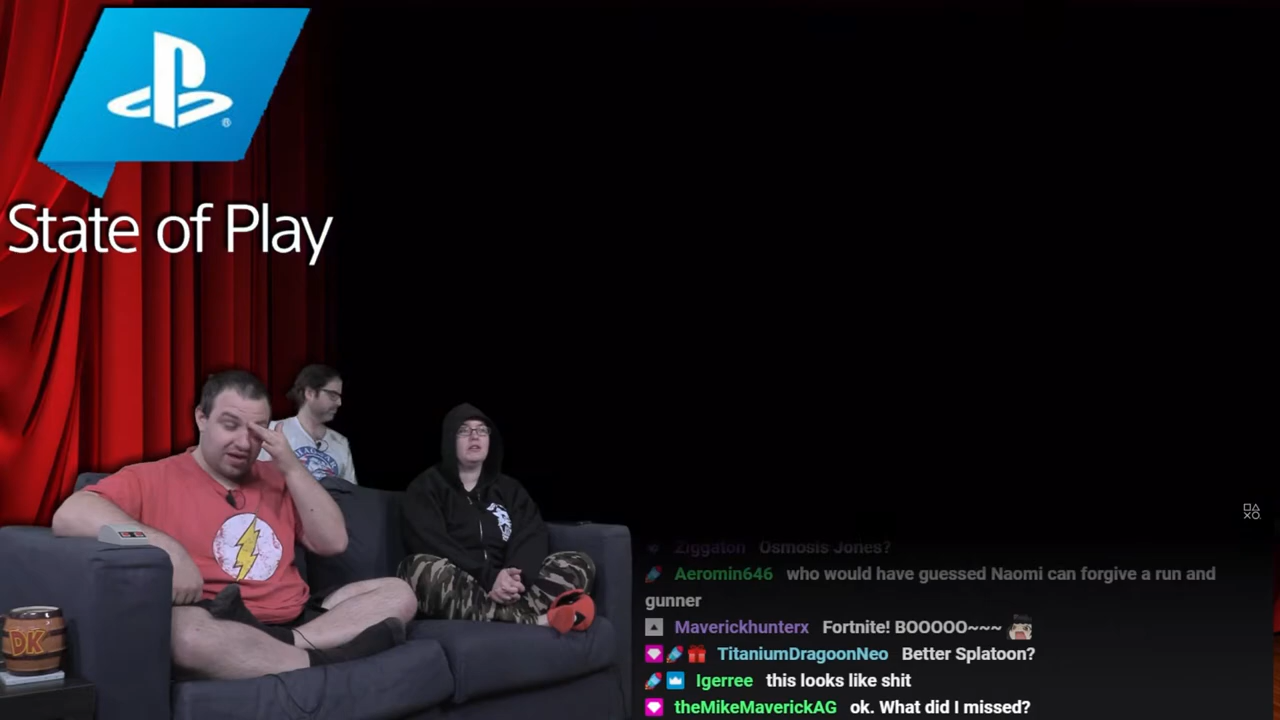 State of Play
DK
Ziggaton Osmosis Jones?
Aeromin646 who would have guessed Naomi can forgive a run and
gunner
Maverickhunterx Fortnite! BOOOOO~~~
TitaniumDragoonNeo Better Splatoon?
Igerree this looks like shit
theMikeMaverickAG ok. What did I missed?